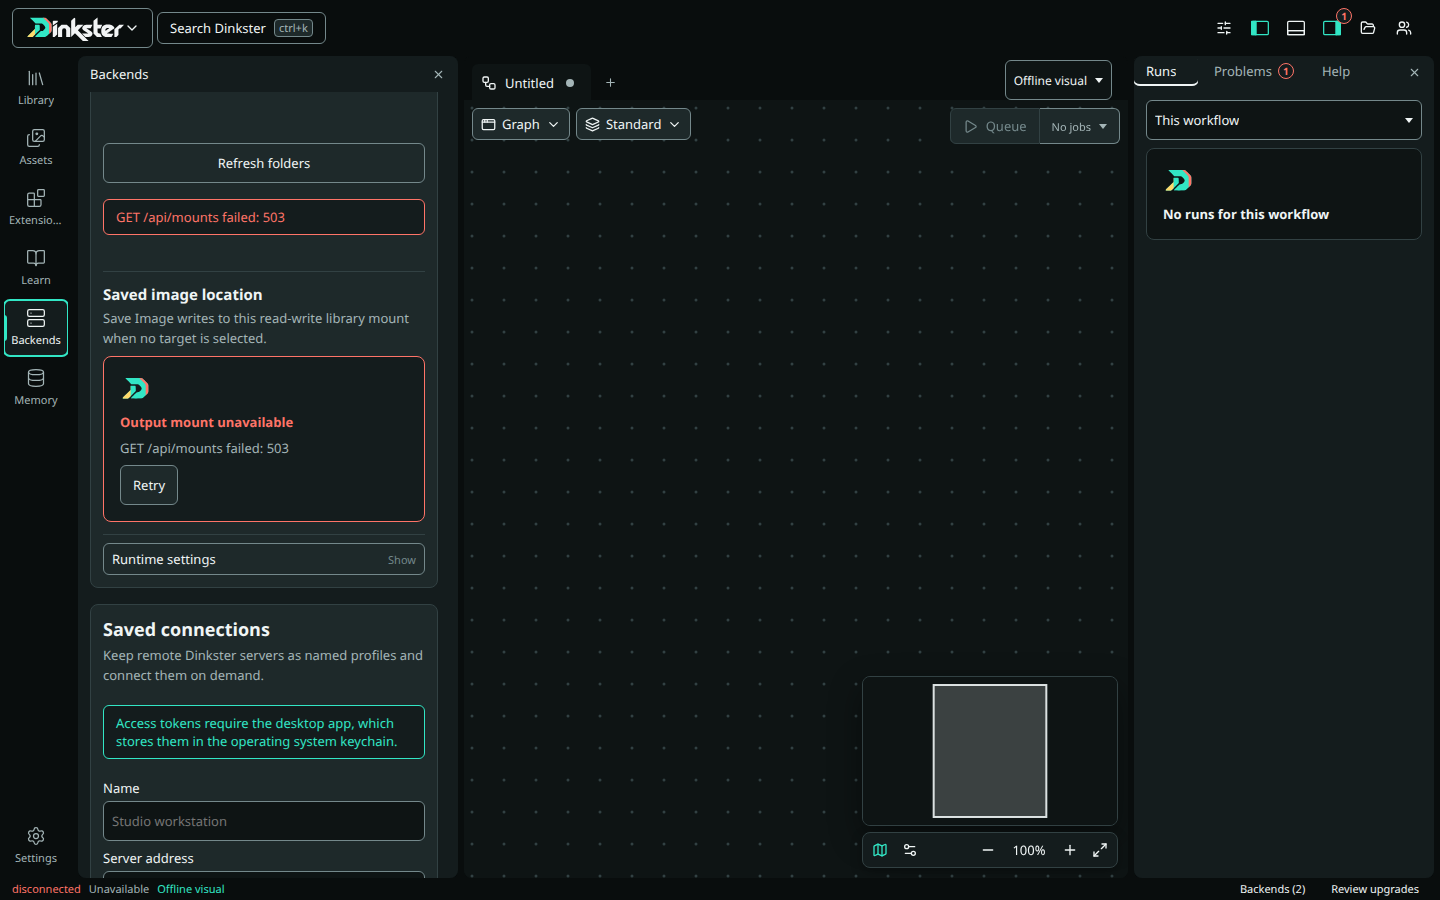 Dinkster
Search Dinkster ctrl+k
1
Library
Assets
Extensio...
Learn
Backends
Memory
Settings
Backends
Refresh folders
GET /api/mounts failed: 503
Saved image location
Save Image writes to this read-write library mount
when no target is selected.
Output mount unavailable
GET /api/mounts failed: 503
Retry
Runtime settings Show
Saved connections
Keep remote Dinkster servers as named profiles and
connect them on demand.
Access tokens require the desktop app, which
stores them in the operating system keychain.
Name
Studio workstation
Server address
Untitled
Offline visual
Graph
Standard
Queue
No jobs
100%
Runs
Problems 1
Help
This workflow
No runs for this workflow
disconnected Unavailable Offline visual
Backends (2) Review upgrades